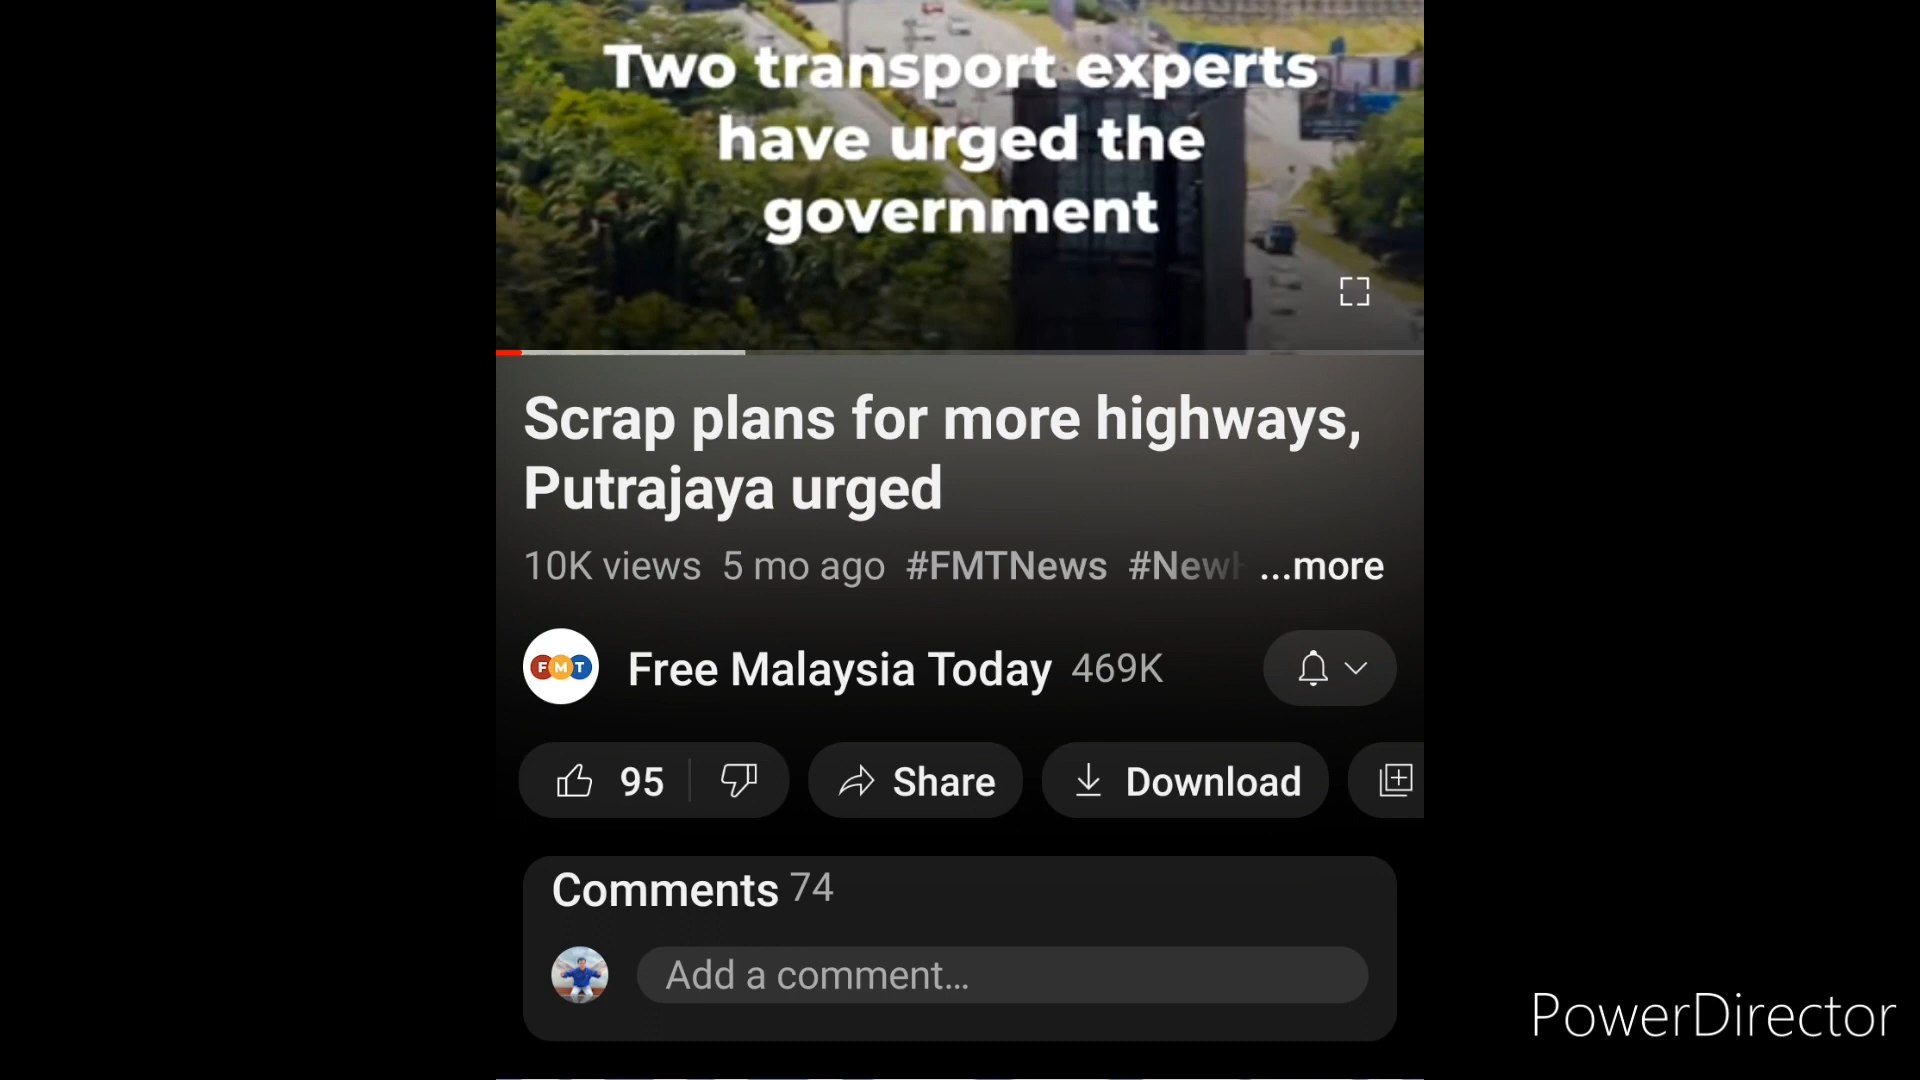 Two transport experts
have urged the
government
Scrap plans for more highways,
Putrajaya urged
10K views 5 mo ago #FMTNews #New ...more
FMT Free Malaysia Today 469K
95 Share Download
Comments 74
Add a comment...
PowerDirector